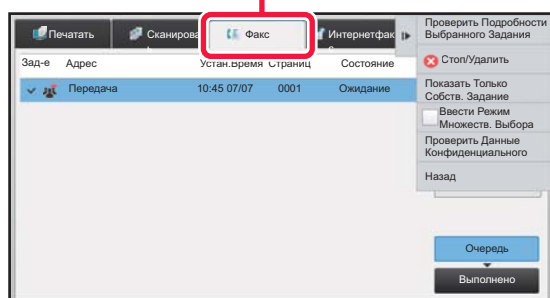 Печатать
Сканирова
Факс
Интернетфак
Зад-е Адрес Устан.Время Страниц Состояние
Передача 10:45 07/07 0001 Ожидание
Проверить Подробности
Выбранного Задания
Стоп/Удалить
Показать Только
Собств. Задание
Ввести Режим
Множеств. Выбора
Проверить Данные
Конфиденциального
Назад
Очередь
Выполнено